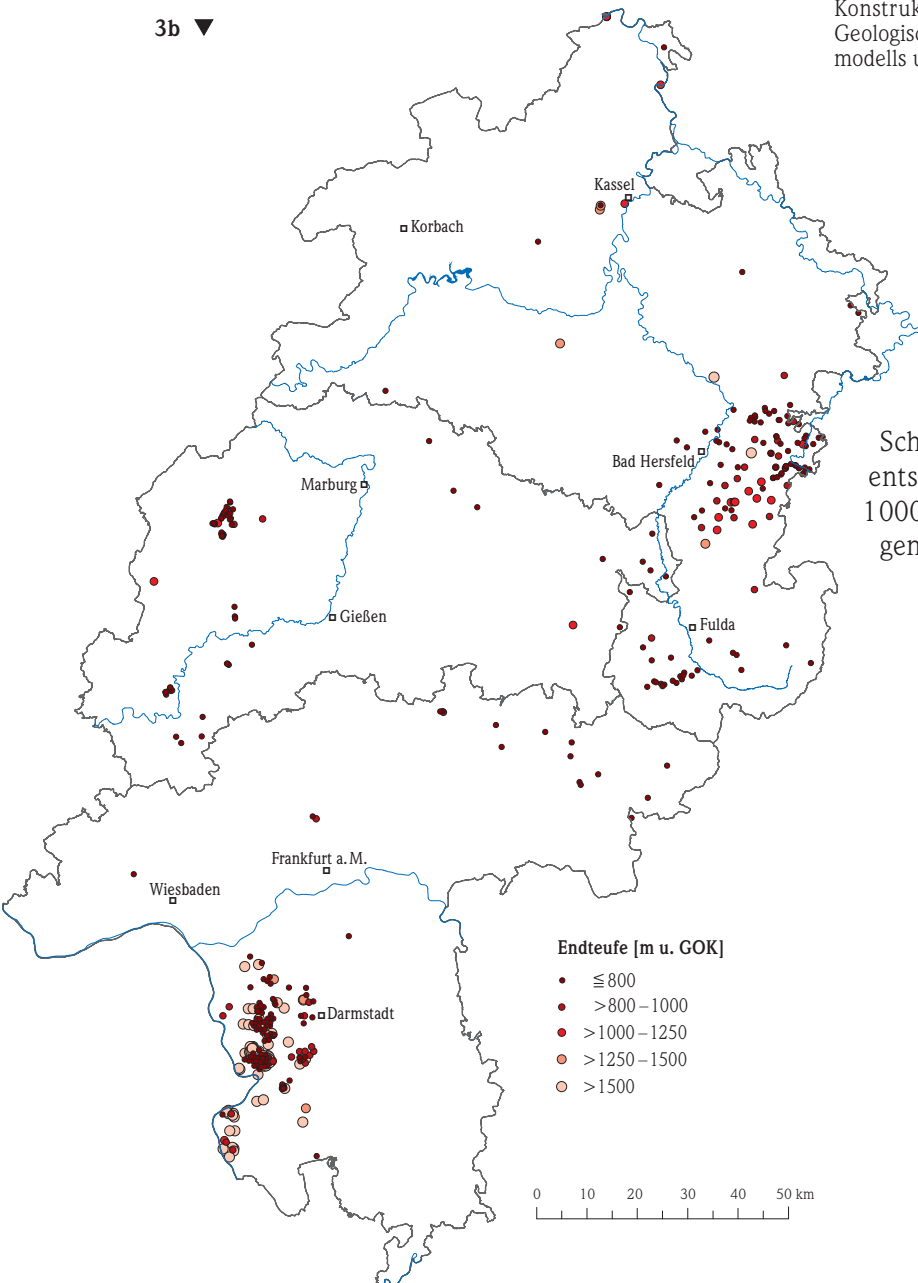 3b ▼
Konstruk
Geologisc
modells u
Kassel
Korbach
Sch
ents
1000
gen
Bad Hersfeld
Marburg
Gießen
Fulda
Frankfurt a. M.
Wiesbaden
Darmstadt
Endteufe [m u. GOK]
≦800
>800–1000
>1000–1250
>1250–1500
>1500
0 10 20 30 40 50 km